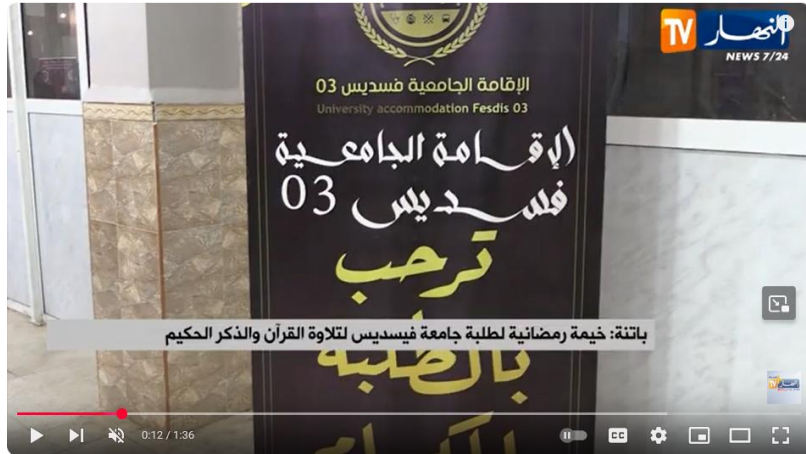 النهار TV
NEWS 7/24
الإقامة الجامعية فسديس 03
University accommodation Fesdis 03
الإقامة الجامعية
فسديس 03
ترحب
باتنة: خيمة رمضانية لطلبة جامعة فيسديس لتلاوة القرآن والذكر الحكيم
بالطلبة
0:12 / 1:36
CC